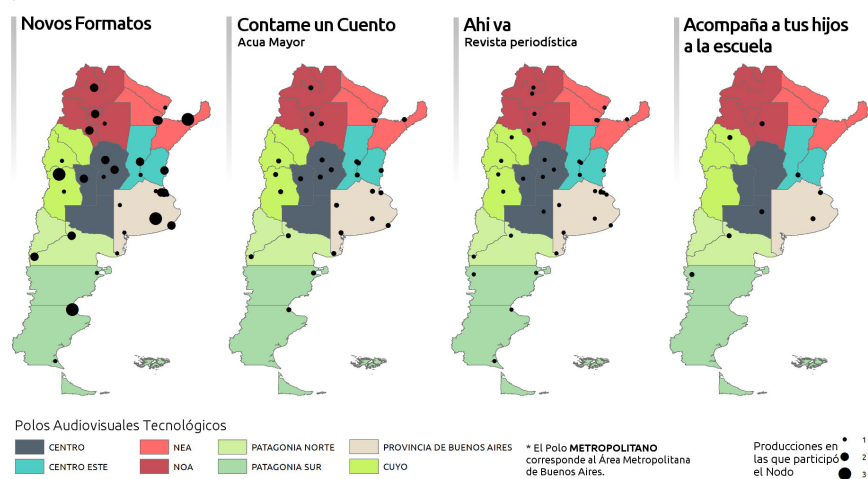 Novos Formatos
Contame un Cuento
Acua Mayor
Ahi va
Revista periodística
Acompaña a tus hijos
a la escuela
Polos Audiovisuales Tecnológicos
CENTRO
NEA
PATAGONIA NORTE
PROVINCIA DE BUENOS AIRES
CENTRO ESTE
NOA
PATAGONIA SUR
CUYO
* El Polo METROPOLITANO
corresponde al Área Metropolitana
de Buenos Aires.
Producciones en
las que participó
el Nodo
1
2
3